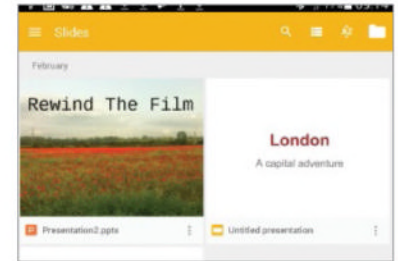 Slides
February
Rewind The Film
London
A capital adventure
Presentation2.pptx
Untitled presentation